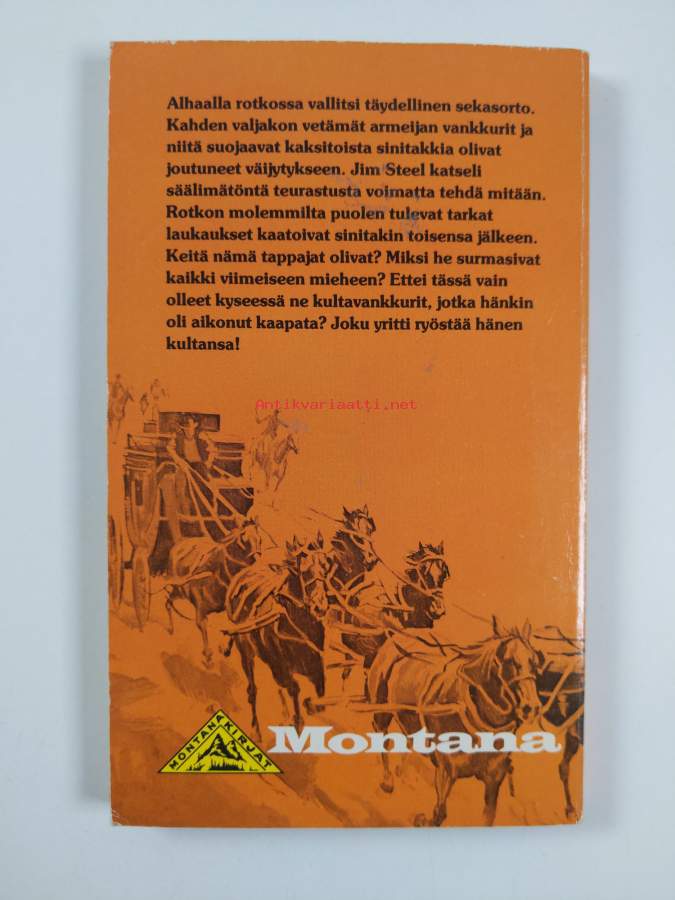 Alhaalla rotkossa vallitsi täydellinen sekasorto.
Kahden valjakon vetämät armeijan vankkurit ja
niitä suojaavat kaksitoista sinitakkia olivat
joutuneet väijytykseen. Jim Steel katseli
säälimätöntä teurastusta voimatta tehdä mitään.
Rotkon molemmilta puolen tulevat tarkat
laukaukset kaatoivat sinitakin toisensa jälkeen.
Keitä nämä tappajat olivat? Miksi he surmasivat
kaikki viimeiseen mieheen? Ettei tässä vain
olleet kyseessä ne kultavankkurit, jotka hänkin
oli aikonut kaapata? Joku yritti ryöstää hänen
kultansa!
Antikvariaatti.net
MONTANAKIRJAT
Montana